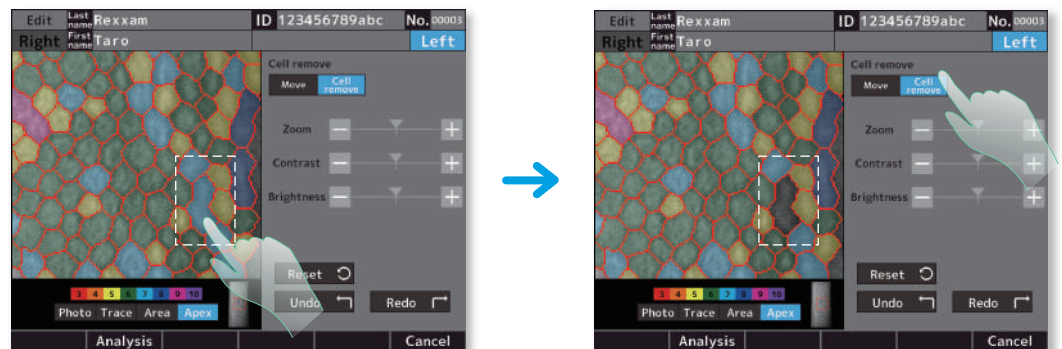 Edit Last name Rexxam ID 123456789abc No. 00003
Right First name Taro Left
Cell remove
Move Cell remove
Zoom
Contrast
Brightness
Reset
Undo Redo
3 4 5 6 7 8 9 10
Photo Trace Area Apex
Analysis Cancel
Edit Last name Rexxam ID 123456789abc No. 00003
Right First name Taro Left
Cell remove
Move Cell remove
Zoom
Contrast
Brightness
Reset
Undo Redo
3 4 5 6 7 8 9 10
Photo Trace Area Apex
Analysis Cancel